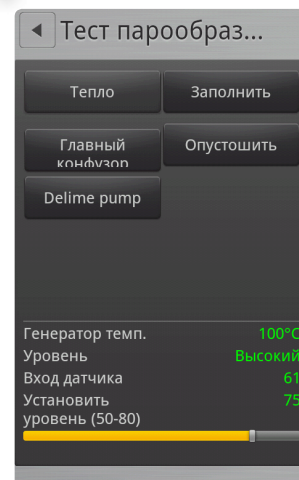 Тест парообраз...
Тепло
Заполнить
Главный
конфузор
Опустошить
Delime pump
Генератор темп. 100°C
Уровень Высокий
Вход датчика 61
Установить 75
уровень (50-80)